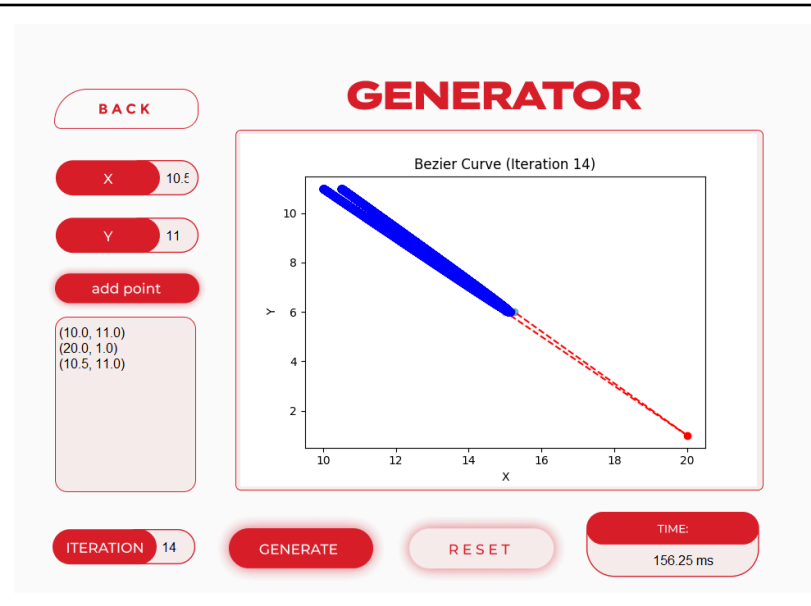 GENERATOR
BACK
X 10.5
Y 11
add point
(10.0, 11.0)
(20.0, 1.0)
(10.5, 11.0)
Bezier Curve (Iteration 14)
10
8
6
4
2
Y
10 12 14 16 18 20
X
ITERATION 14
GENERATE
RESET
TIME:
156.25 ms